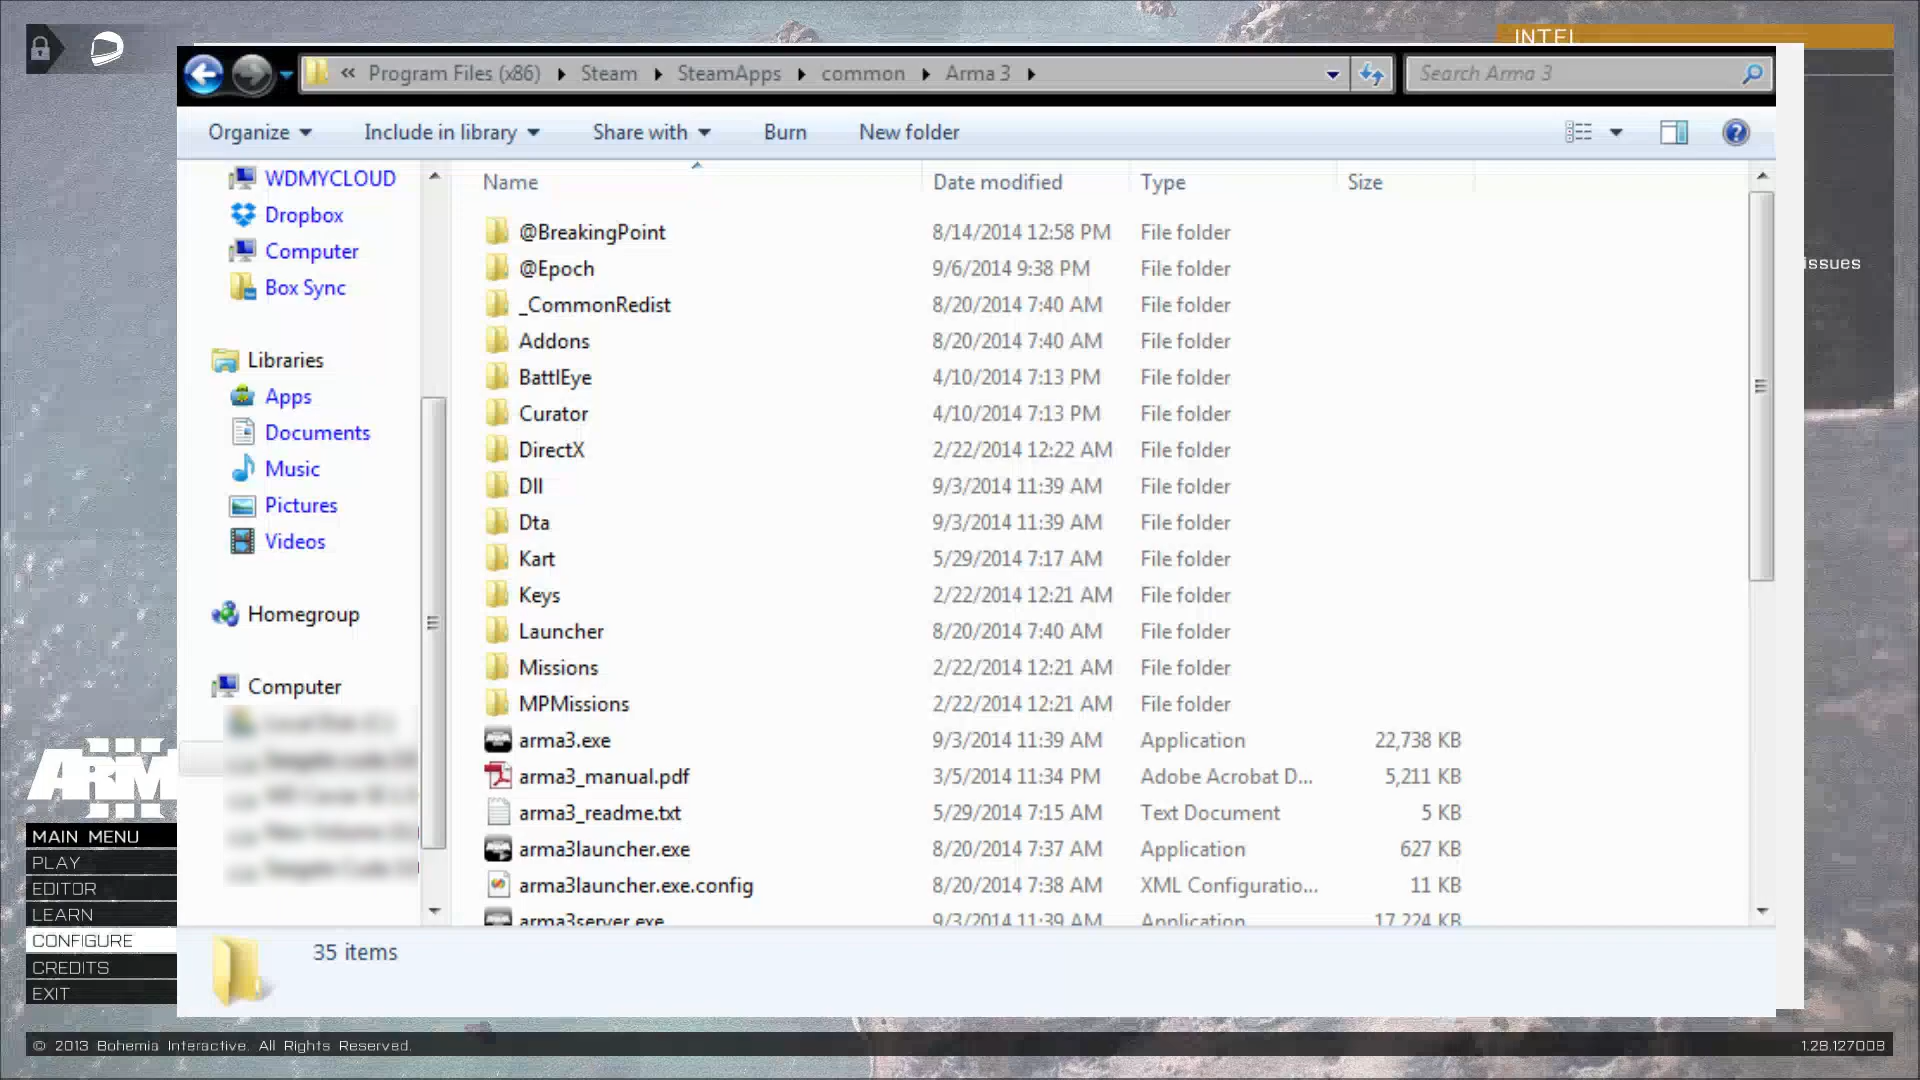 INTEL
« Program Files (x86) Steam SteamApps common Arma 3
Search Arma 3
Organize Include in library Share with Burn New folder
Name Date modified Type Size
WDMYCLOUD
Dropbox
Computer
Box Sync
Libraries
Apps
Documents
Music
Pictures
Videos
Homegroup
Computer
@BreakingPoint 8/14/2014 12:58 PM File folder
@Epoch 9/6/2014 9:38 PM File folder
_CommonRedist 8/20/2014 7:40 AM File folder
Addons 8/20/2014 7:40 AM File folder
BattlEye 4/10/2014 7:13 PM File folder
Curator 4/10/2014 7:13 PM File folder
DirectX 2/22/2014 12:22 AM File folder
Dll 9/3/2014 11:39 AM File folder
Dta 9/3/2014 11:39 AM File folder
Kart 5/29/2014 7:17 AM File folder
Keys 2/22/2014 12:21 AM File folder
Launcher 8/20/2014 7:40 AM File folder
Missions 2/22/2014 12:21 AM File folder
MPMissions 2/22/2014 12:21 AM File folder
arma3.exe 9/3/2014 11:39 AM Application 22,738 KB
arma3_manual.pdf 3/5/2014 11:34 PM Adobe Acrobat D... 5,211 KB
arma3_readme.txt 5/29/2014 7:15 AM Text Document 5 KB
arma3launcher.exe 8/20/2014 7:37 AM Application 627 KB
arma3launcher.exe.config 8/20/2014 7:38 AM XML Configuratio... 11 KB
arma3server.exe 9/3/2014 11:39 AM Application 17,224 KB
35 items
issues
ARM
III
MAIN MENU
PLAY
EDITOR
LEARN
CONFIGURE
CREDITS
EXIT
© 2013 Bohemia Interactive. All Rights Reserved.
1.28.127008